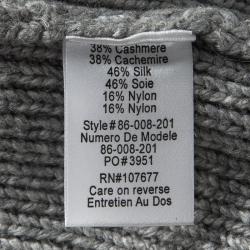 38% Cashmere
38% Cachemire
46% Silk
46% Soie
16% Nylon
16% Nylon
Style#86-008-201
Numero De Modele
86-008-201
PO#3951
RN#107677
Care on reverse
Entretien Au Dos